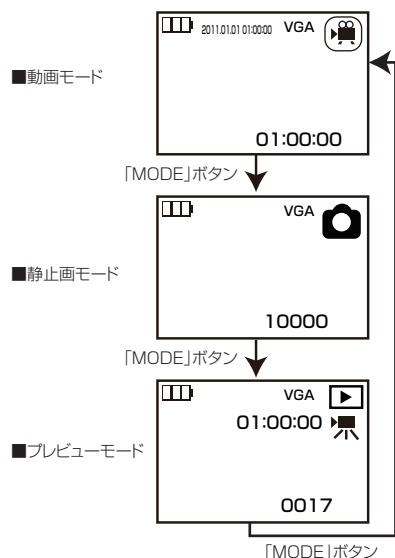 2011.01.01 01:00:00 VGA
■動画モード
01:00:00
「MODE」ボタン
VGA
■静止画モード
10000
「MODE」ボタン
VGA
01:00:00
■プレビューモード
0017
「MODE」ボタン